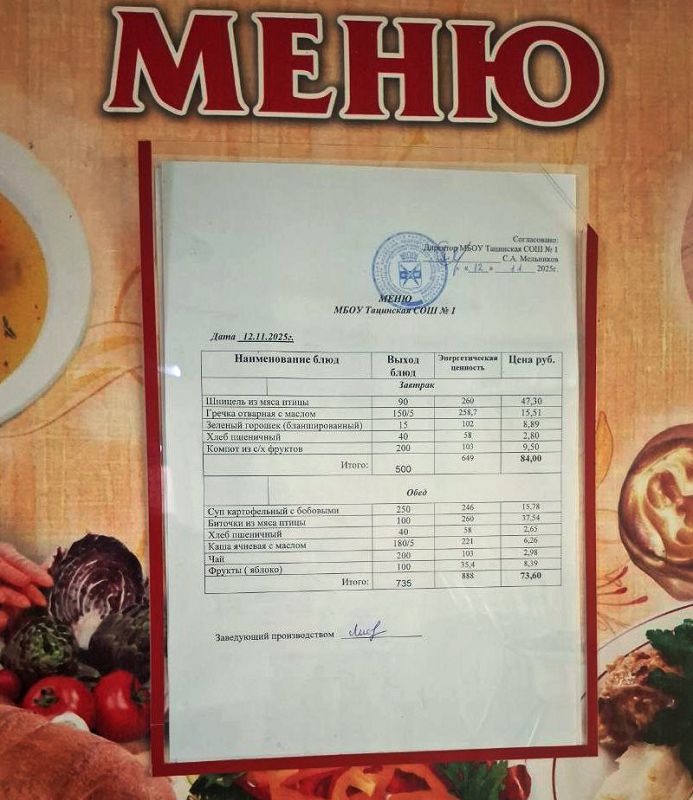 МЕНЮ
Согласовано:
Директор МБОУ Тацинская СОШ № 1
С.А. Мельников
« 12 » 11 2025г.
МЕНЮ
МБОУ Тацинская СОШ № 1
Дата 12.11.2025г.
Наименование блюд Выход блюд Энергетическая ценность Цена руб.
Завтрак
Шницель из мяса птицы 90 260 47,30
Гречка отварная с маслом 150/5 258,7 15,51
Зеленый горошек (бланшированный) 15 102 8,89
Хлеб пшеничный 40 58 2,80
Компот из с/х фруктов 200 103 9,50
Итого: 500 649 84,00
Обед
Суп картофельный с бобовыми 250 246 15,78
Биточки из мяса птицы 100 260 37,54
Хлеб пшеничный 40 58 2,65
Каша ячневая с маслом 180/5 221 6,26
Чай 200 103 2,98
Фрукты ( яблоко) 100 35,4 8,39
Итого: 735 888 73,60
Заведующий производством